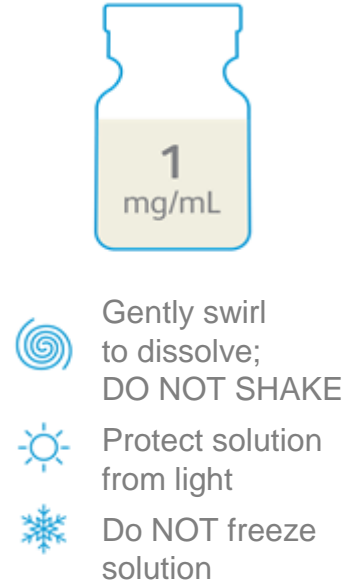 1
mg/mL
Gently swirl
to dissolve;
DO NOT SHAKE
Protect solution
from light
Do NOT freeze
solution